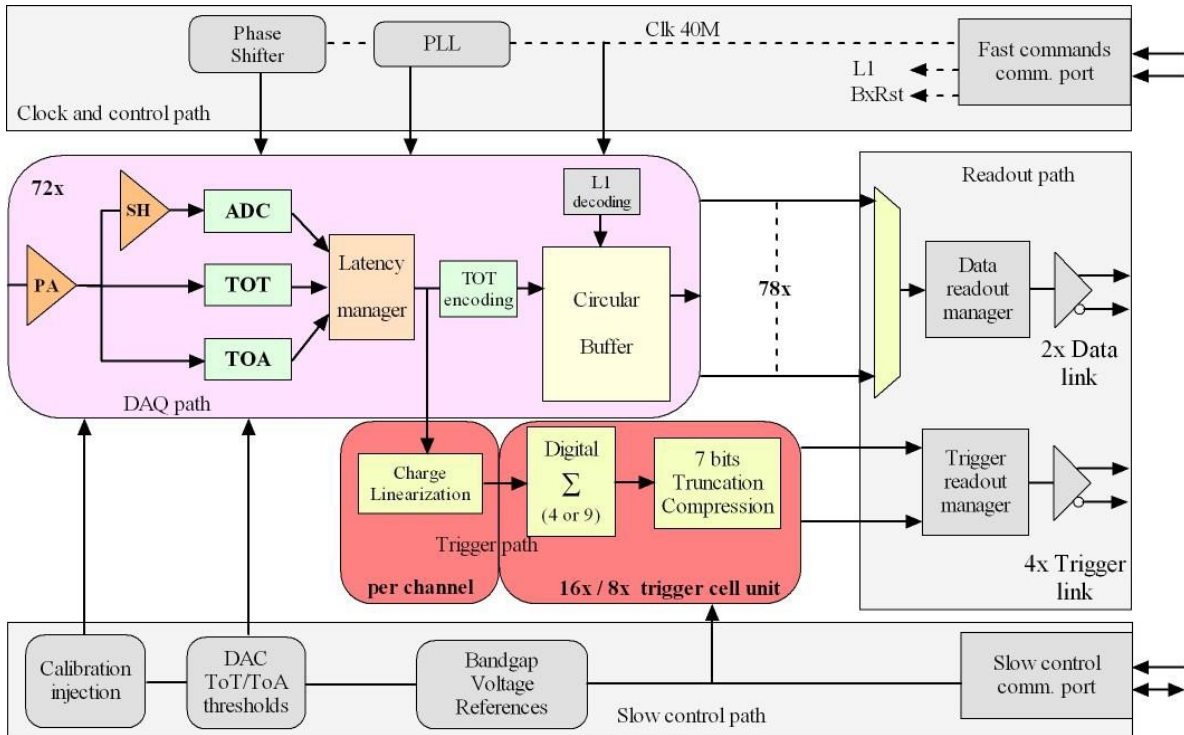 Phase
Shifter
PLL
Clk 40M
Fast commands
comm. port
L1
BxRst
Clock and control path
72x
SH
ADC
PA
TOT
TOA
Latency
manager
TOT
encoding
L1
decoding
Circular
Buffer
DAQ path
78x
Readout path
Data
readout
manager
2x Data
link
Charge
Linearization
Digital
Σ
(4 or 9)
7 bits
Truncation
Compression
Trigger path
per channel
16x / 8x trigger cell unit
Trigger
readout
manager
4x Trigger
link
Calibration
injection
DAC
ToT/ToA
thresholds
Bandgap
Voltage
References
Slow control path
Slow control
comm. port